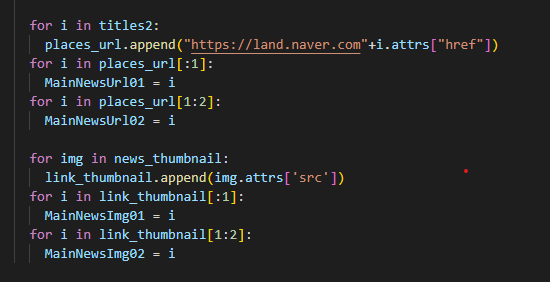 for i in titles2:
  places_url.append("https://land.naver.com"+i.attrs["href"])
for i in places_url[:1]:
  MainNewsUrl01 = i
for i in places_url[1:2]:
  MainNewsUrl02 = i

for img in news_thumbnail:
  link_thumbnail.append(img.attrs['src'])
for i in link_thumbnail[:1]:
  MainNewsImg01 = i
for i in link_thumbnail[1:2]:
  MainNewsImg02 = i